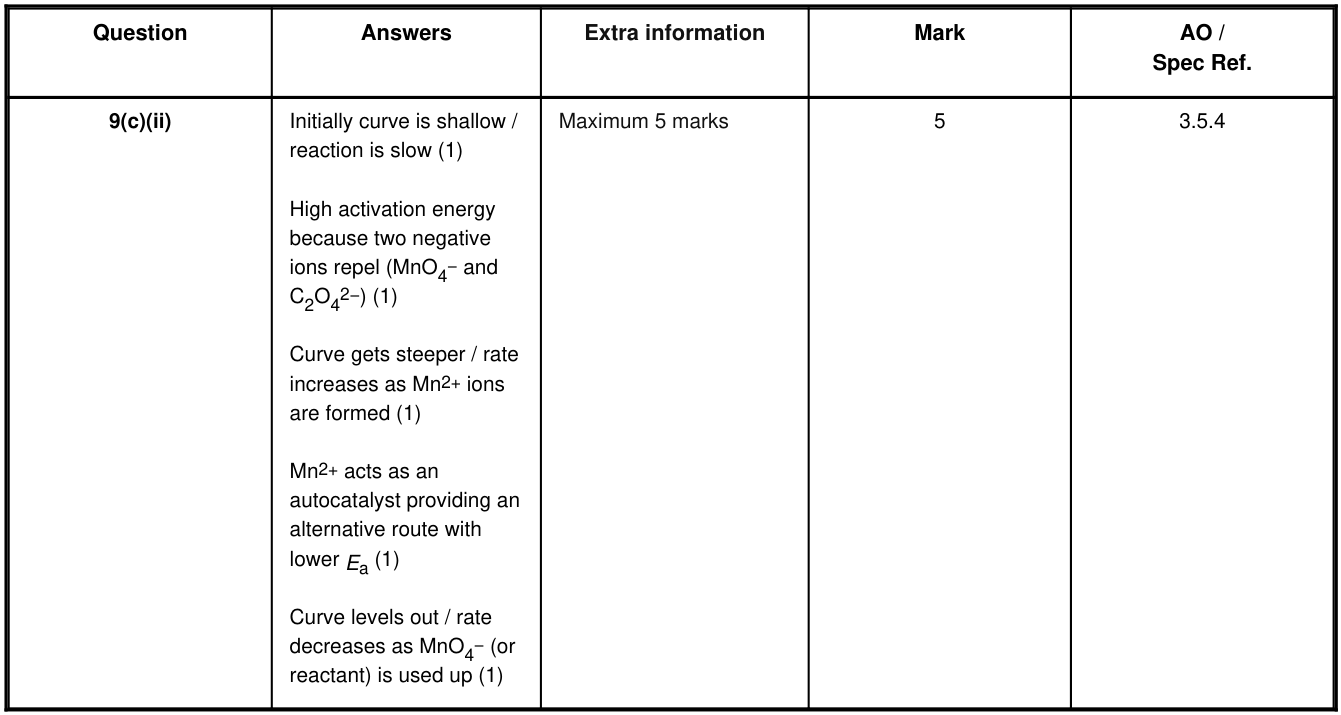 Question Answers Extra information Mark AO /
Spec Ref.
9(c)(ii) Initially curve is shallow / Maximum 5 marks 5 3.5.4
reaction is slow (1)
High activation energy
because two negative
ions repel (MnO₄⁻ and
C₂O₄²⁻) (1)
Curve gets steeper / rate
increases as Mn²⁺ ions
are formed (1)
Mn²⁺ acts as an
autocatalyst providing an
alternative route with
lower Eₐ (1)
Curve levels out / rate
decreases as MnO₄⁻ (or
reactant) is used up (1)